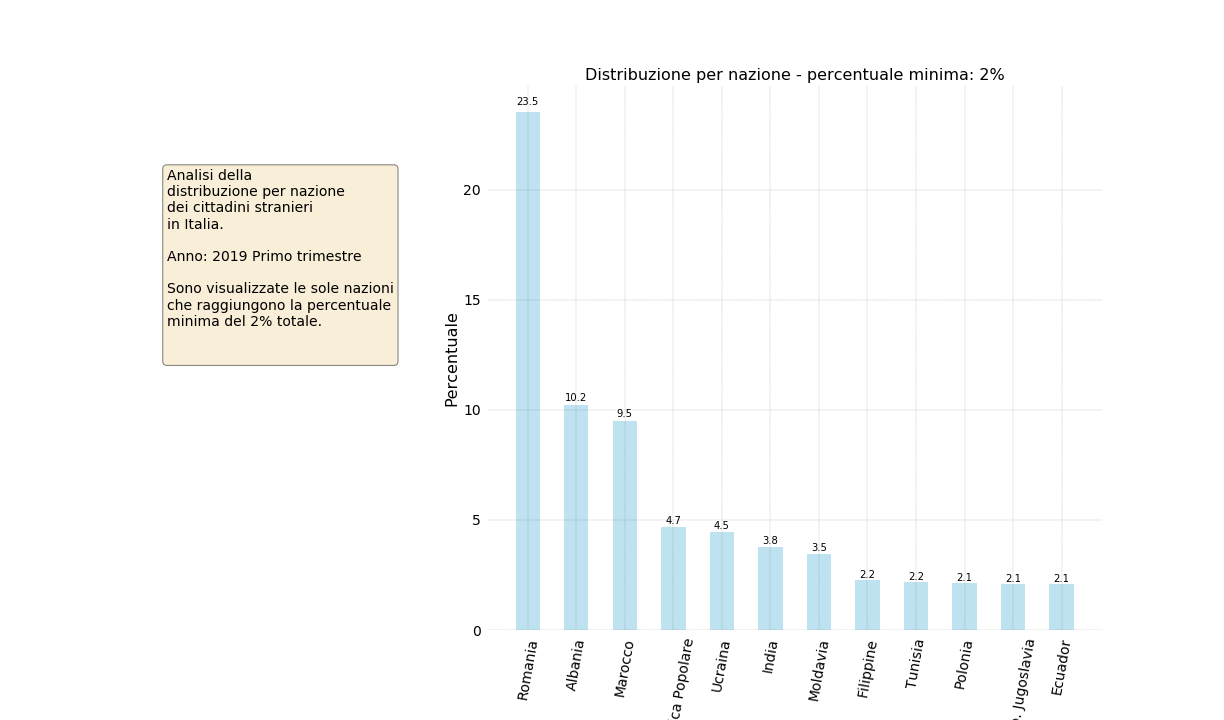 Distribuzione per nazione - percentuale minima: 2%
Analisi della
distribuzione per nazione
dei cittadini stranieri
in Italia.
Anno: 2019 Primo trimestre
Sono visualizzate le sole nazioni
che raggiungono la percentuale
minima del 2% totale.
Percentuale
20
15
10
5
0
23.5
10.2
9.5
4.7
4.5
3.8
3.5
2.2
2.2
2.1
2.1
2.1
Romania
Albania
Marocco
Popolare
Ucraina
India
Moldavia
Filippine
Tunisia
Polonia
Jugoslavia
Ecuador